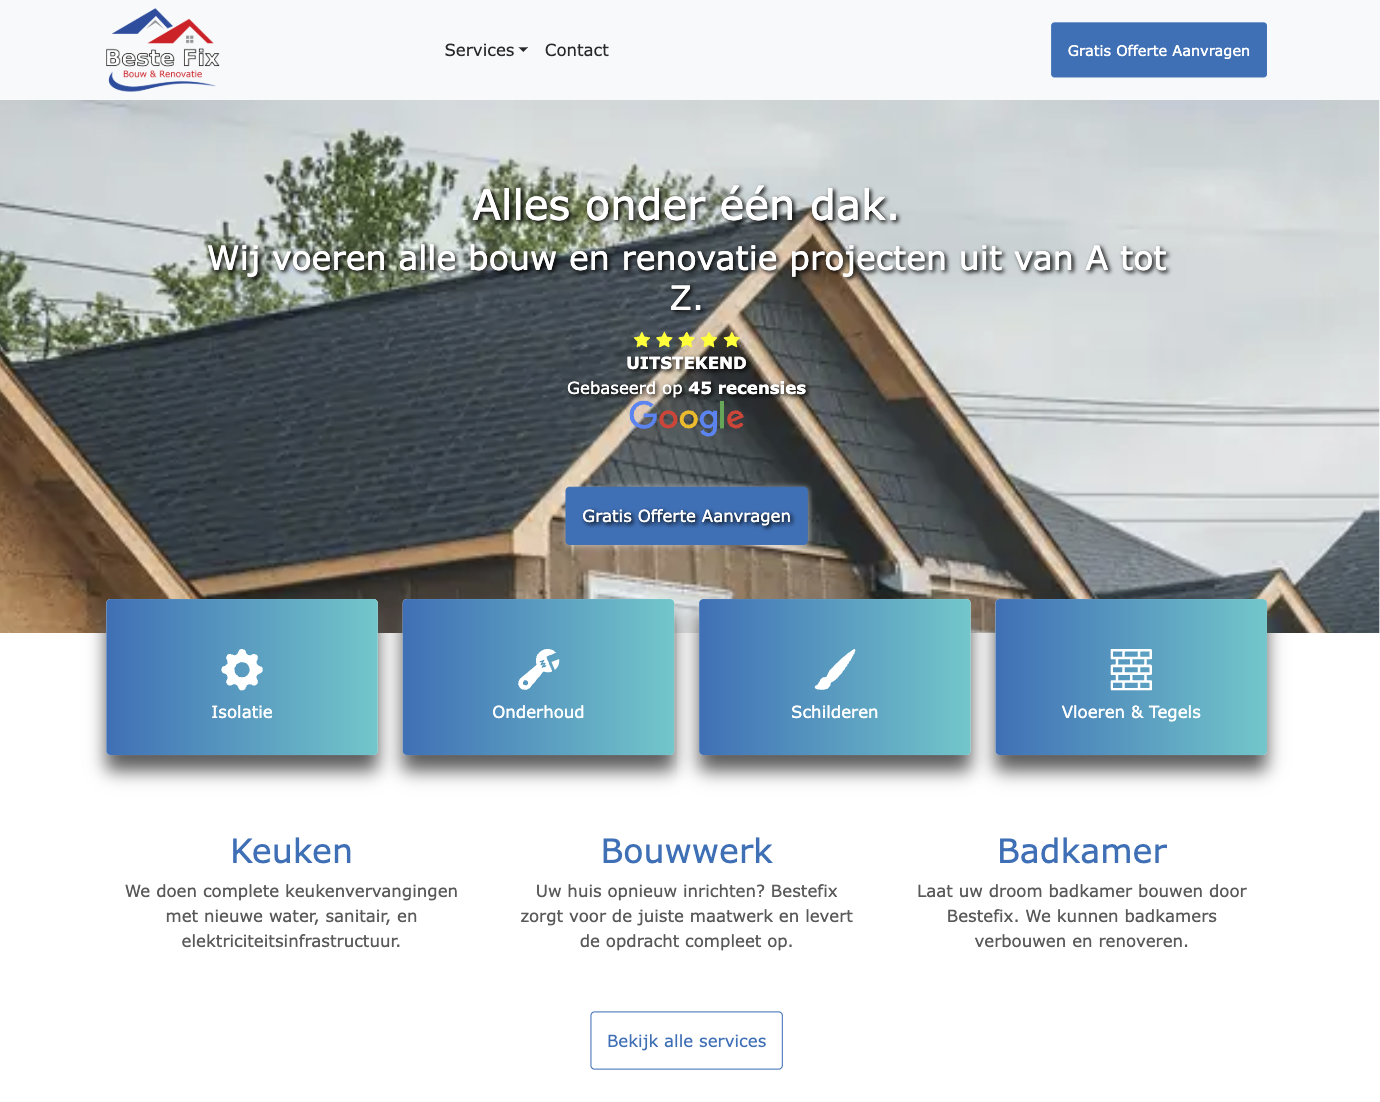 Beste Fix
Bouw & Renovatie
Services
Contact
Gratis Offerte Aanvragen
Alles onder één dak.
Wij voeren alle bouw en renovatie projecten uit van A tot
Z.
UITSTEKEND
Gebaseerd op 45 recensies
Google
Gratis Offerte Aanvragen
Isolatie
Onderhoud
Schilderen
Vloeren & Tegels
Keuken
We doen complete keukenvervangingen
met nieuwe water, sanitair, en
elektriciteitsinfrastructuur.
Bouwwerk
Uw huis opnieuw inrichten? Bestefix
zorgt voor de juiste maatwerk en levert
de opdracht compleet op.
Badkamer
Laat uw droom badkamer bouwen door
Bestefix. We kunnen badkamers
verbouwen en renoveren.
Bekijk alle services